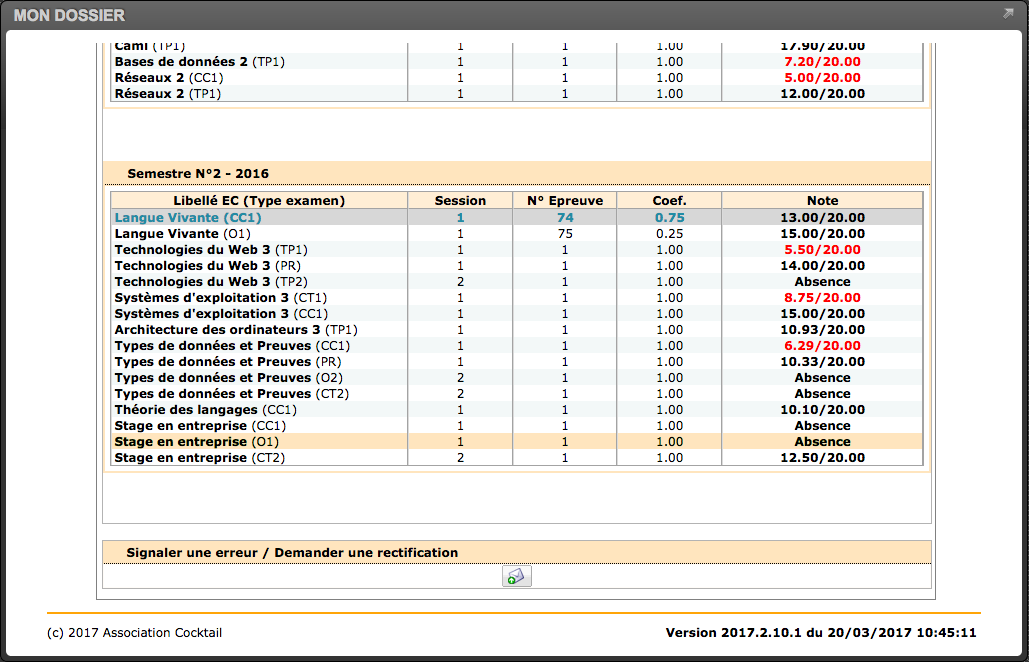 MON DOSSIER
Caml (TP1) 1 1 1.00 17.90/20.00
Bases de données 2 (TP1) 1 1 1.00 7.20/20.00
Réseaux 2 (CC1) 1 1 1.00 5.00/20.00
Réseaux 2 (TP1) 1 1 1.00 12.00/20.00
Semestre N°2 - 2016
Libellé EC (Type examen) Session N° Epreuve Coef. Note
Langue Vivante (CC1) 1 74 0.75 13.00/20.00
Langue Vivante (O1) 1 75 0.25 15.00/20.00
Technologies du Web 3 (TP1) 1 1 1.00 5.50/20.00
Technologies du Web 3 (PR) 1 1 1.00 14.00/20.00
Technologies du Web 3 (TP2) 2 1 1.00 Absence
Systèmes d'exploitation 3 (CT1) 1 1 1.00 8.75/20.00
Systèmes d'exploitation 3 (CC1) 1 1 1.00 15.00/20.00
Architecture des ordinateurs 3 (TP1) 1 1 1.00 10.93/20.00
Types de données et Preuves (CC1) 1 1 1.00 6.29/20.00
Types de données et Preuves (PR) 1 1 1.00 10.33/20.00
Types de données et Preuves (O2) 2 1 1.00 Absence
Types de données et Preuves (CT2) 2 1 1.00 Absence
Théorie des langages (CC1) 1 1 1.00 10.10/20.00
Stage en entreprise (CC1) 1 1 1.00 Absence
Stage en entreprise (O1) 1 1 1.00 Absence
Stage en entreprise (CT2) 2 1 1.00 12.50/20.00
Signaler une erreur / Demander une rectification
(c) 2017 Association Cocktail
Version 2017.2.10.1 du 20/03/2017 10:45:11